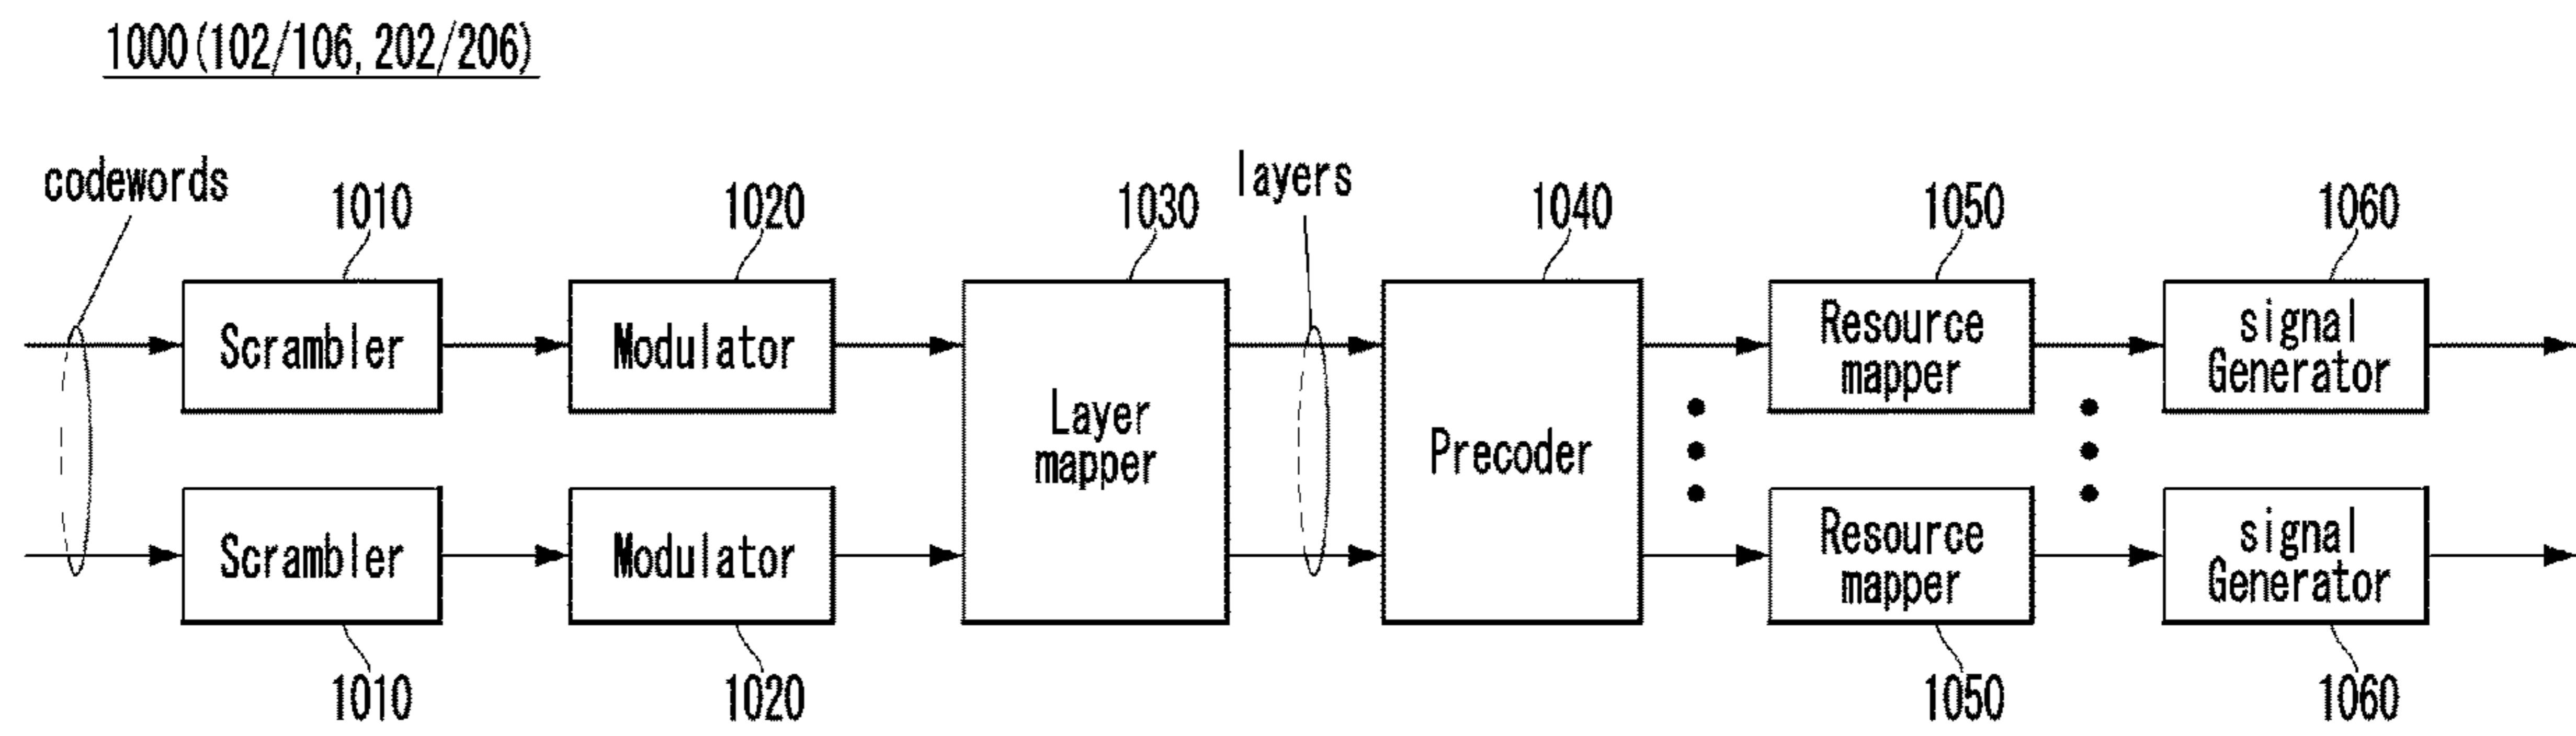 1000(102/106, 202/206)
codewords
layers
1010
1020
1030
1040
1050
1060
Scrambler
Modulator
Layer
mapper
Precoder
Resource
mapper
signal
Generator
Scrambler
Modulator
Resource
mapper
signal
Generator
1010
1020
1050
1060